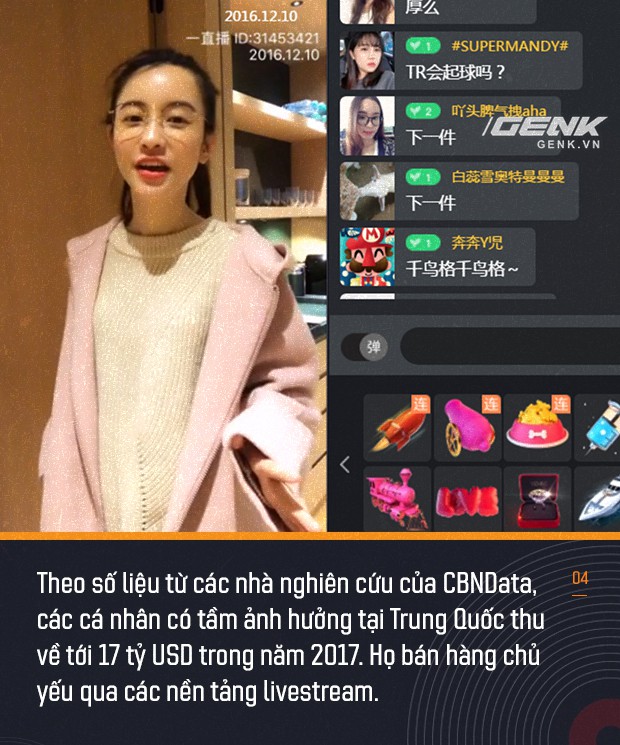 2016.12.10
一直播 ID:31453421
2016.12.10
厚么
1 #SUPERMANDY#
TR会起球吗？
2 吖头脾气拽aha
下一件
GENK
GENK.VN
1 白蕊雪奥特曼曼曼
下一件
1 奔奔Y咒
千鸟格千鸟格~
弹
连 连 连
Theo số liệu từ các nhà nghiên cứu của CBNData,
các cá nhân có tầm ảnh hưởng tại Trung Quốc thu
về tới 17 tỷ USD trong năm 2017. Họ bán hàng chủ
yếu qua các nền tảng livestream.
04